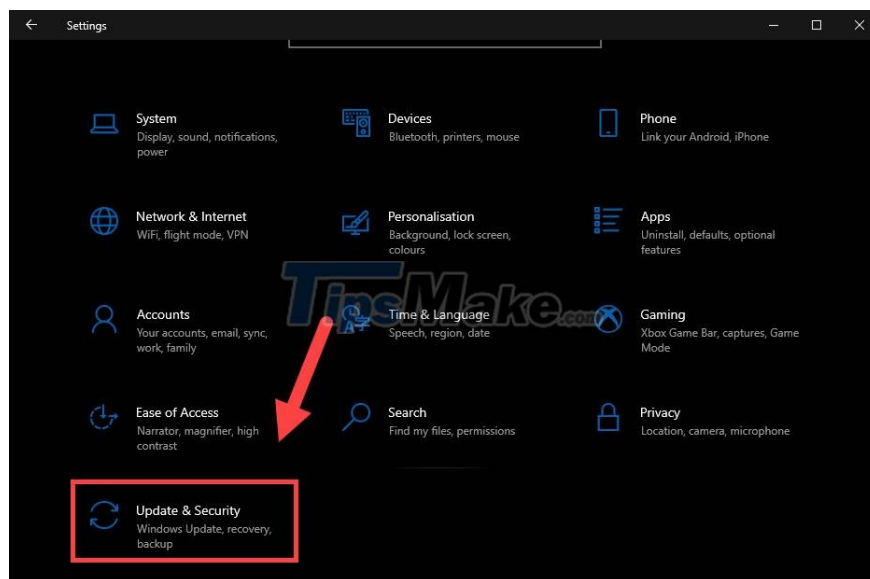 Settings
System
Display, sound, notifications,
power
Devices
Bluetooth, printers, mouse
Phone
Link your Android, iPhone
Network & Internet
WiFi, flight mode, VPN
Personalisation
Background, lock screen,
colours
Apps
Uninstall, defaults, optional
features
TipsMake.com
Accounts
Your accounts, email, sync,
work, family
Time & Language
Speech, region, date
Gaming
Xbox Game Bar, captures, Game
Mode
Ease of Access
Narrator, magnifier, high
contrast
Search
Find my files, permissions
Privacy
Location, camera, microphone
Update & Security
Windows Update, recovery,
backup